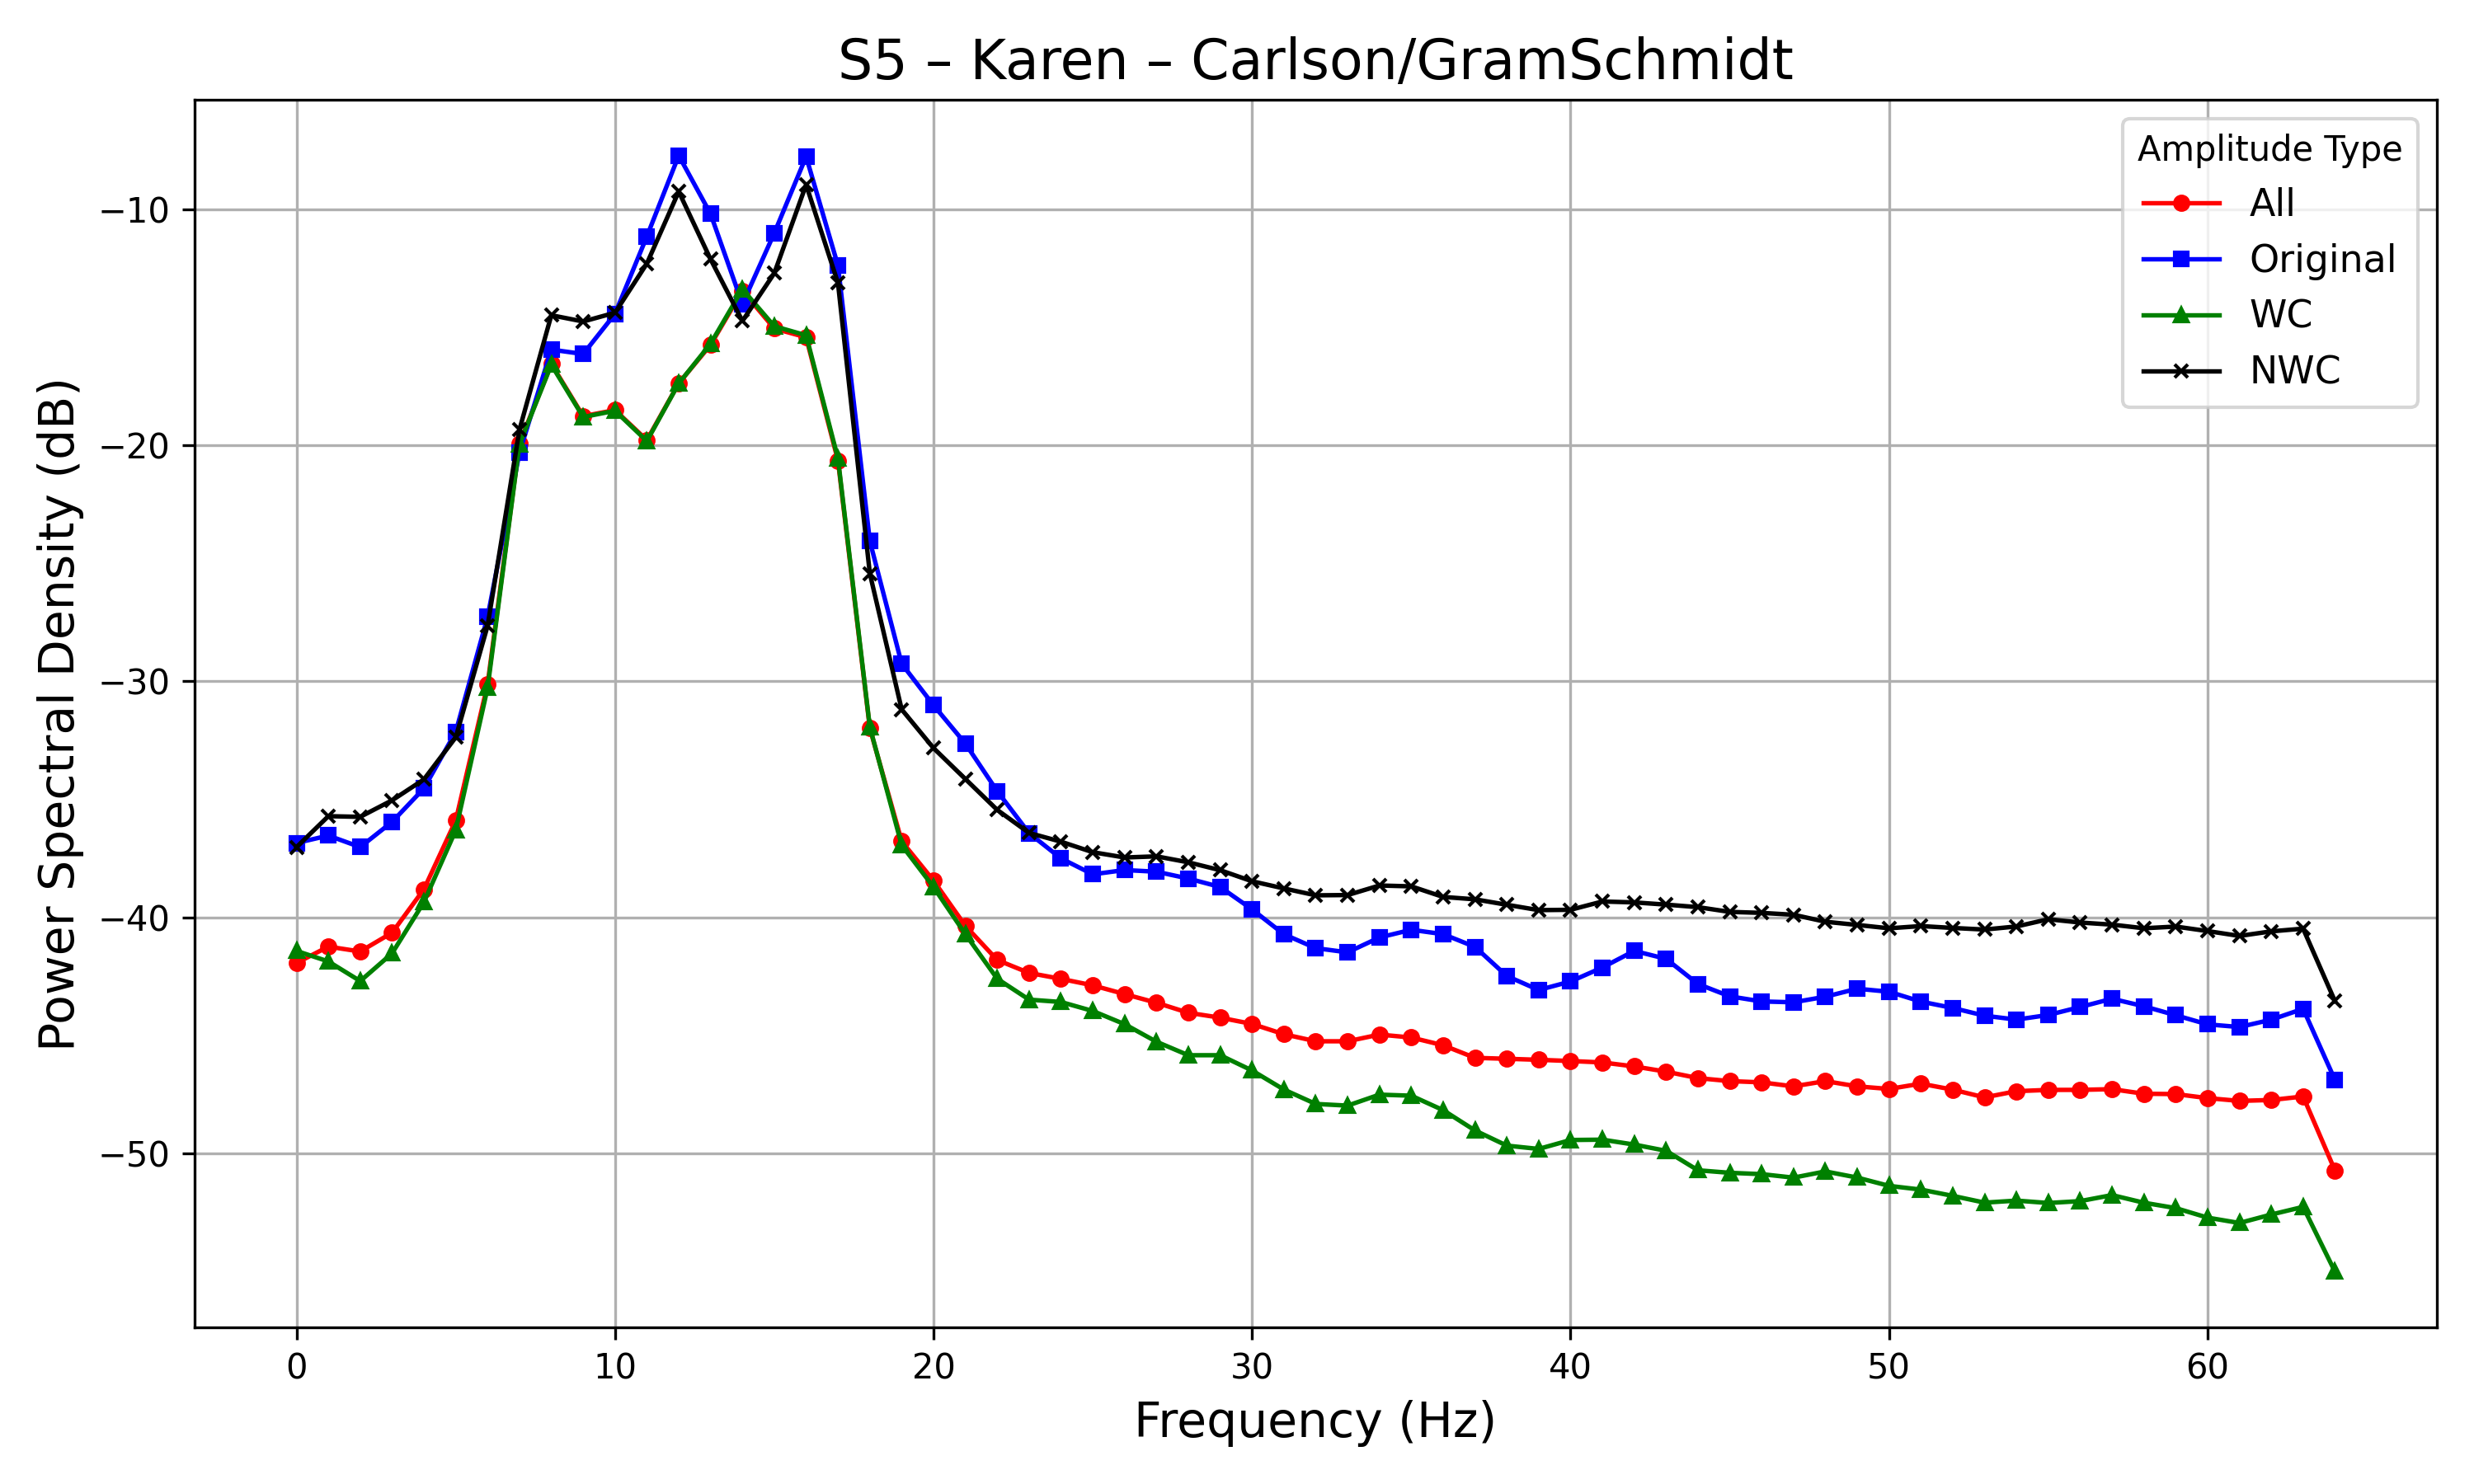 S5 – Karen – Carlson/GramSchmidt
Amplitude Type
All
Original
WC
NWC
Power Spectral Density (dB)
−10
−20
−30
−40
−50
0 10 20 30 40 50 60
Frequency (Hz)